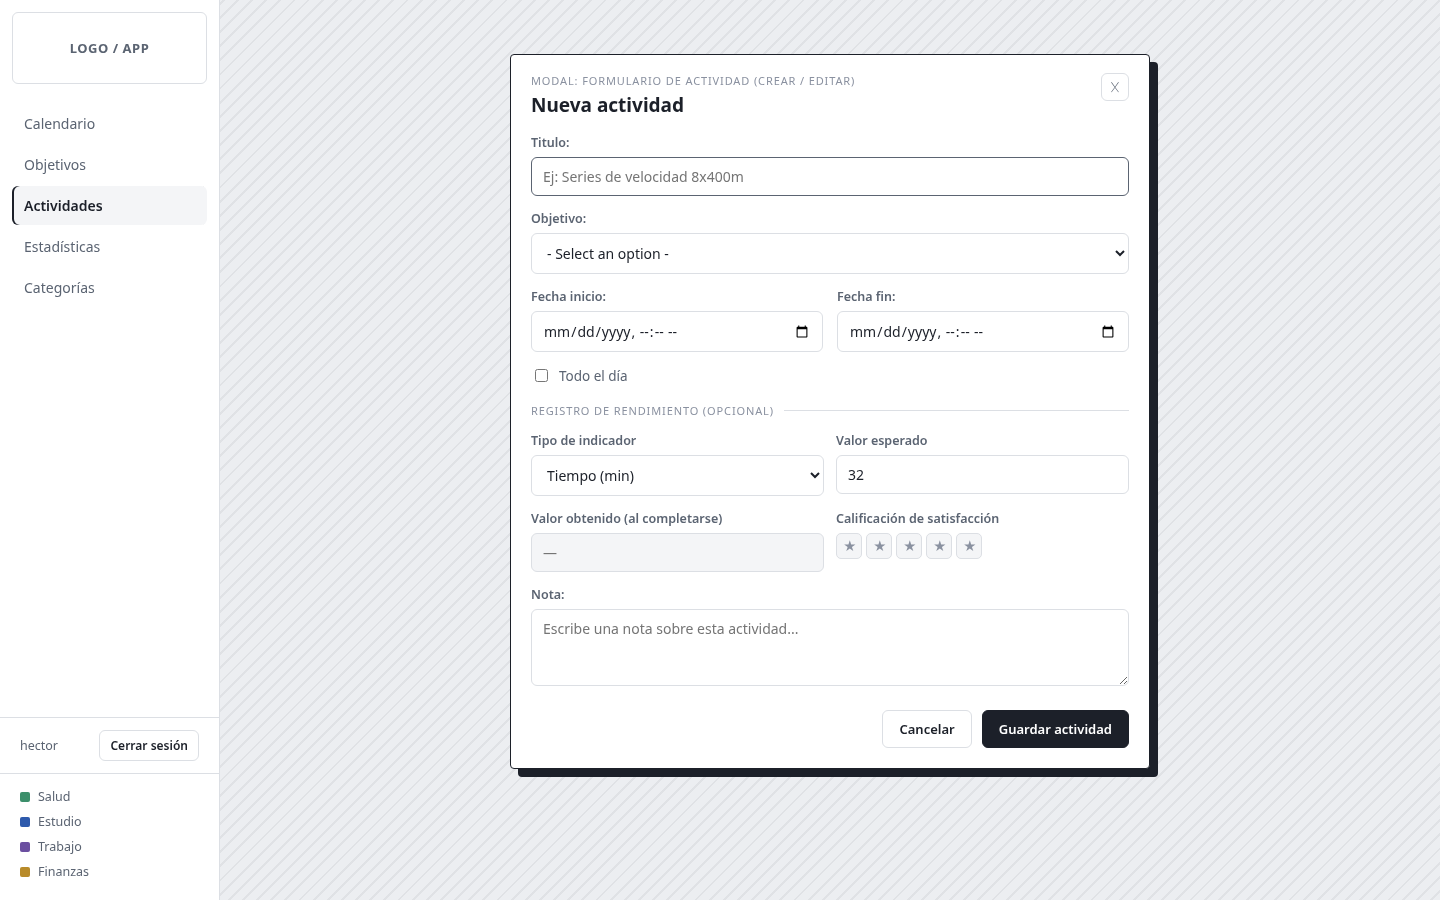 LOGO / APP
Calendario
Objetivos
Actividades
Estadísticas
Categorías
hector
Cerrar sesión
Salud
Estudio
Trabajo
Finanzas
MODAL: FORMULARIO DE ACTIVIDAD (CREAR / EDITAR)
X
Nueva actividad
Titulo:
Ej: Series de velocidad 8x400m
Objetivo:
- Select an option -
Fecha inicio:
Fecha fin:
mm/dd/yyyy, --:-- --
mm/dd/yyyy, --:-- --
Todo el día
REGISTRO DE RENDIMIENTO (OPCIONAL)
Tipo de indicador
Valor esperado
Tiempo (min)
32
Valor obtenido (al completarse)
Calificación de satisfacción
—
★ ★ ★ ★ ★
Nota:
Escribe una nota sobre esta actividad...
Cancelar
Guardar actividad